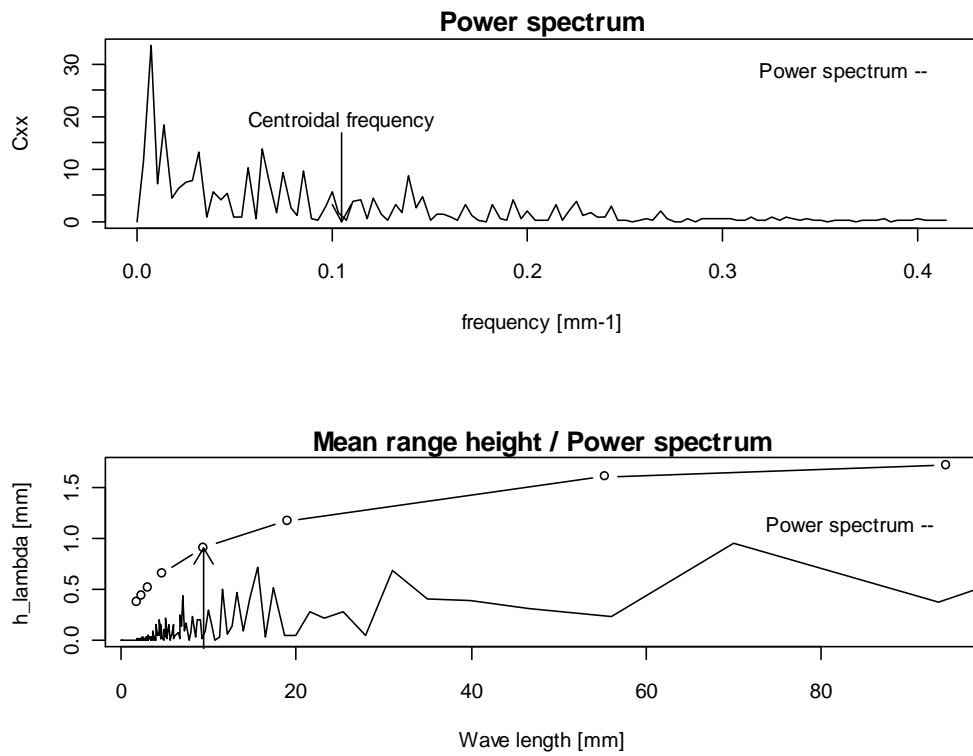 Power spectrum
Cxx
30
20
10
0
Power spectrum --
Centroidal frequency
0.0 0.1 0.2 0.3 0.4
frequency [mm-1]
Mean range height / Power spectrum
h_lambda [mm]
1.5
1.0
0.5
0.0
Power spectrum --
0 20 40 60 80
Wave length [mm]